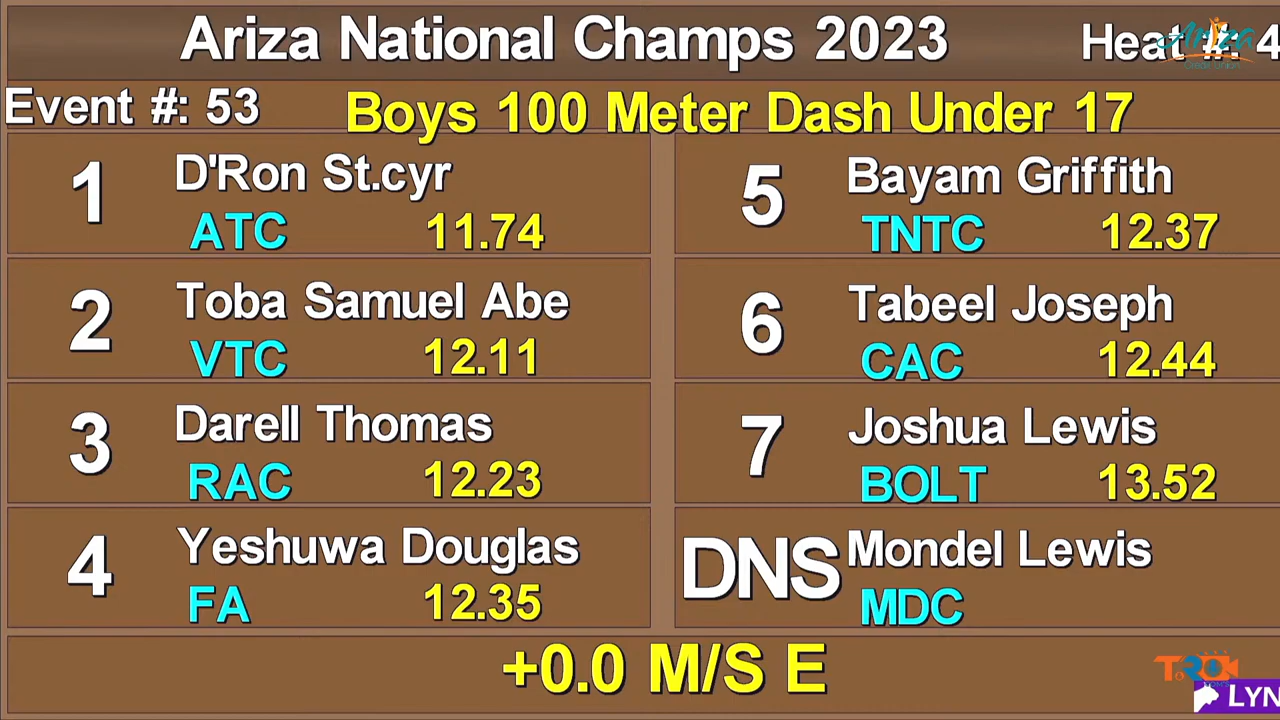 Ariza National Champs 2023
Heat #: 4
Event #: 53
Boys 100 Meter Dash Under 17
1 D'Ron St.cyr
ATC 11.74
2 Toba Samuel Abe
VTC 12.11
3 Darell Thomas
RAC 12.23
4 Yeshuwa Douglas
FA 12.35
5 Bayam Griffith
TNTC 12.37
6 Tabeel Joseph
CAC 12.44
7 Joshua Lewis
BOLT 13.52
DNS Mondel Lewis
MDC
+0.0 M/S E
Ariza
LYN